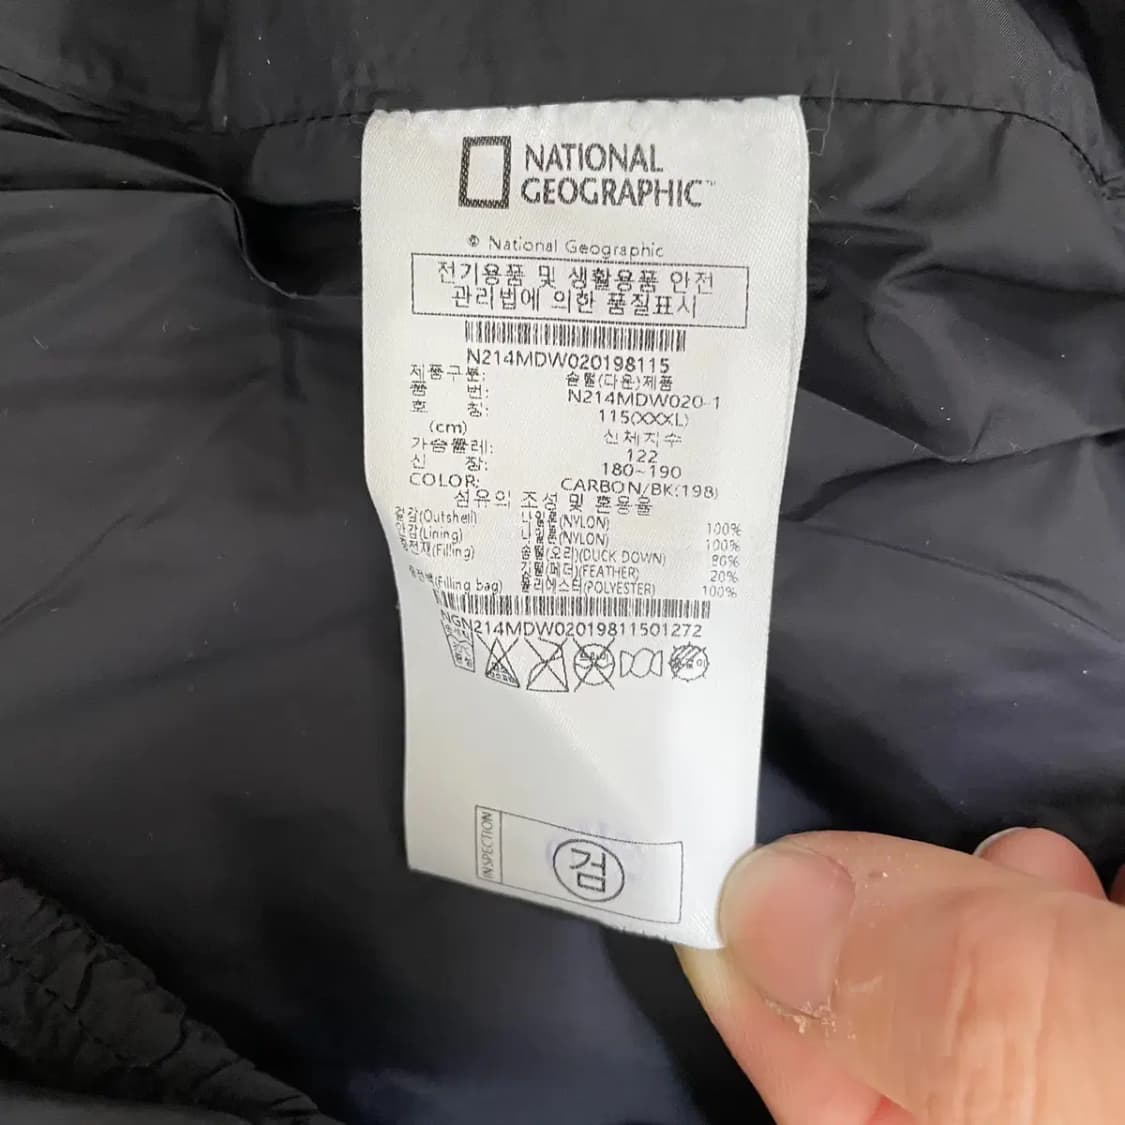 NATIONAL
GEOGRAPHIC™
© National Geographic
전기용품 및 생활용품 안전
관리법에 의한 품질표시
N214MDW020198115
제품구분: 솜털(다운)제품
품 번: N214MDW020-1
호 칭: 115(XXXL)
(cm) 신체치수
가슴둘레: 122
신 장: 180~190
COLOR: CARBON/BK(198)
섬유의 조성 및 혼용율
겉감(Outshell) 나일론(NYLON) 100%
안감(Lining) 나일론(NYLON) 100%
충전재(Filling) 솜털(오리)(DUCK DOWN) 80%
깃털(페더)(FEATHER) 20%
(Filling bag) 폴리에스터(POLYESTER) 100%
NGN214MDW02019811501272
INSPECTION
검